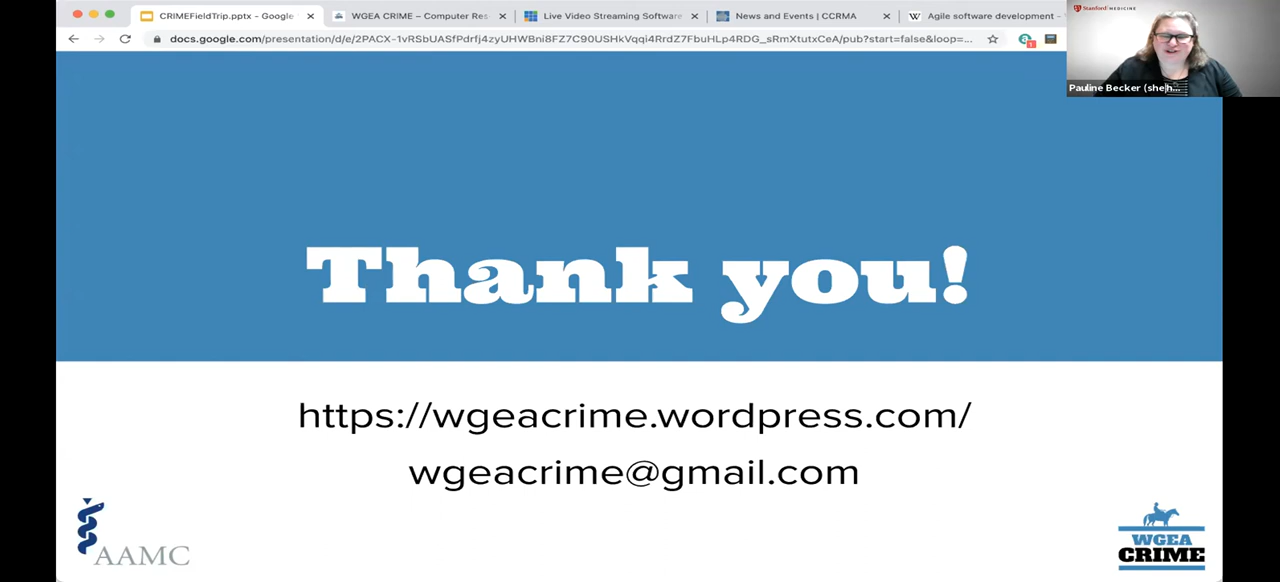 CRIMEFieldTrip.pptx - Google
WGEA CRIME – Computer Res
Live Video Streaming Software
News and Events | CCRMA
Agile software development -
docs.google.com/presentation/d/e/2PACX-1vRSbUASfPdrfj4zyUHWBni8FZ7C90USHkVqqi4RrdZ7FbuHLp4RDG_sRmXtutxCeA/pub?start=false&loop=...
Stanford MEDICINE
Pauline Becker (she|h...
Thank you!
https://wgeacrime.wordpress.com/
wgeacrime@gmail.com
AAMC
WGEA
CRIME